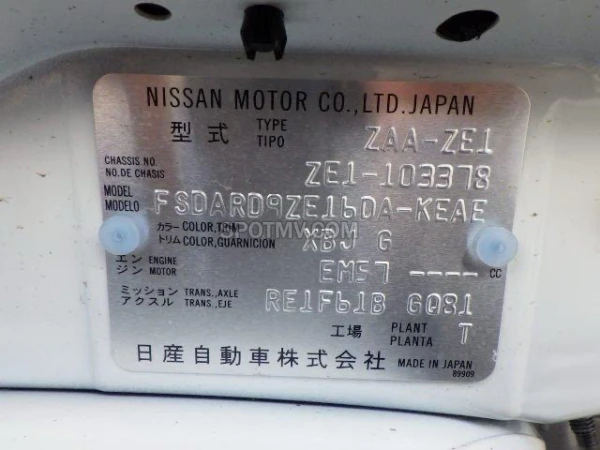 NISSAN MOTOR CO.,LTD.JAPAN
型式 TYPE TIPO ZAA-ZE1
CHASSIS NO. NO.DE CHASIS ZE1-103378
MODEL MODELO FSDARD9ZE16DA-KEAE
カラー COLOR,TRIM トリム COLOR,GUARNICION XBJ G
エンジン ENGINE MOTOR EM57 ---- CC
ミッション TRANS.,AXLE アクスル TRANS.,EJE RE1F61B GQ81
工場 PLANT PLANTA T
日産自動車株式会社 MADE IN JAPAN
89909